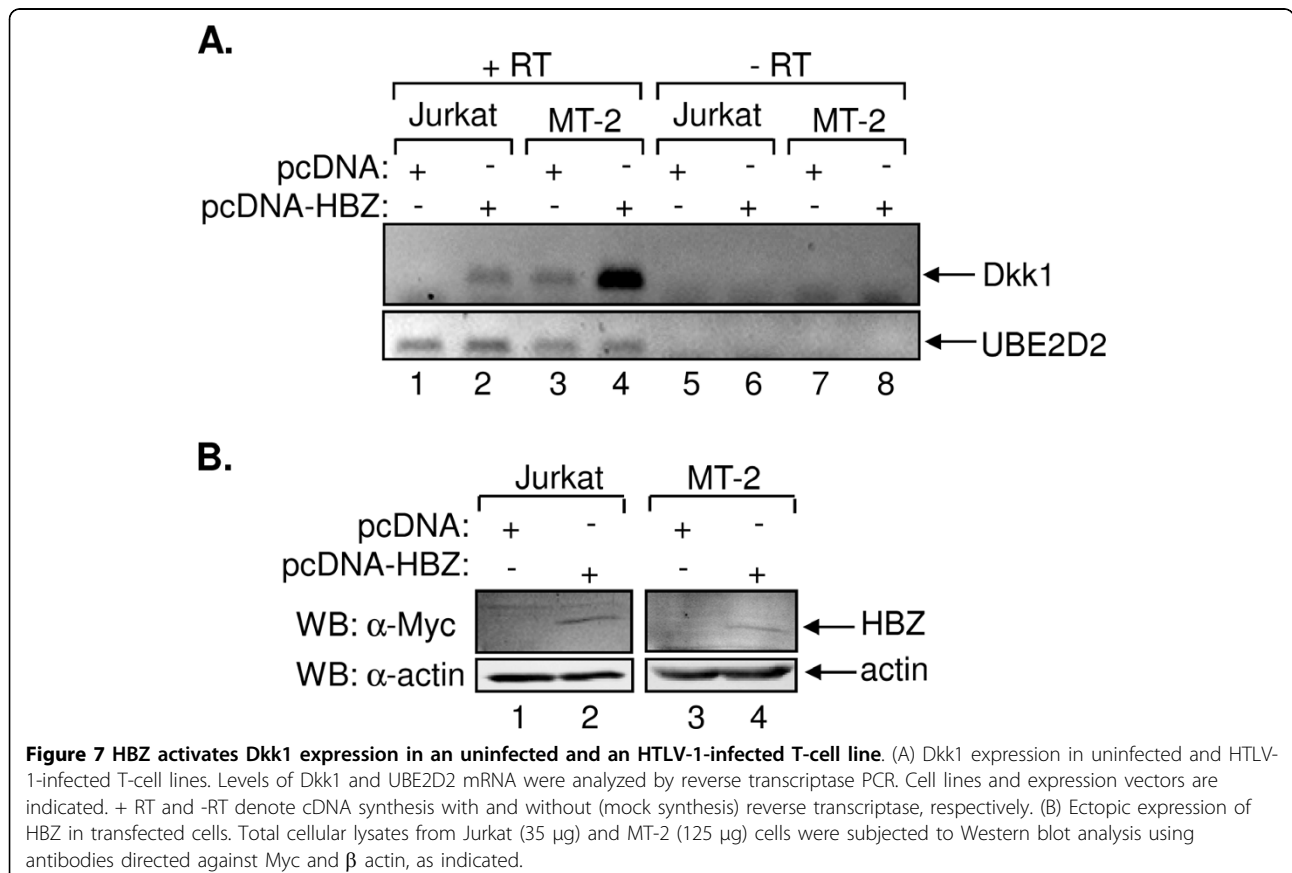 A.
+ RT - RT
Jurkat MT-2 Jurkat MT-2
pcDNA: + - + - + - + -
pcDNA-HBZ: - + - + - + - +
Dkk1
UBE2D2
1 2 3 4 5 6 7 8
B.
Jurkat MT-2
pcDNA: + - + -
pcDNA-HBZ: - + - +
WB: α-Myc HBZ
WB: α-actin actin
1 2 3 4
Figure 7 HBZ activates Dkk1 expression in an uninfected and an HTLV-1-infected T-cell line. (A) Dkk1 expression in uninfected and HTLV-
1-infected T-cell lines. Levels of Dkk1 and UBE2D2 mRNA were analyzed by reverse transcriptase PCR. Cell lines and expression vectors are
indicated. + RT and -RT denote cDNA synthesis with and without (mock synthesis) reverse transcriptase, respectively. (B) Ectopic expression of
HBZ in transfected cells. Total cellular lysates from Jurkat (35 μg) and MT-2 (125 μg) cells were subjected to Western blot analysis using
antibodies directed against Myc and β actin, as indicated.